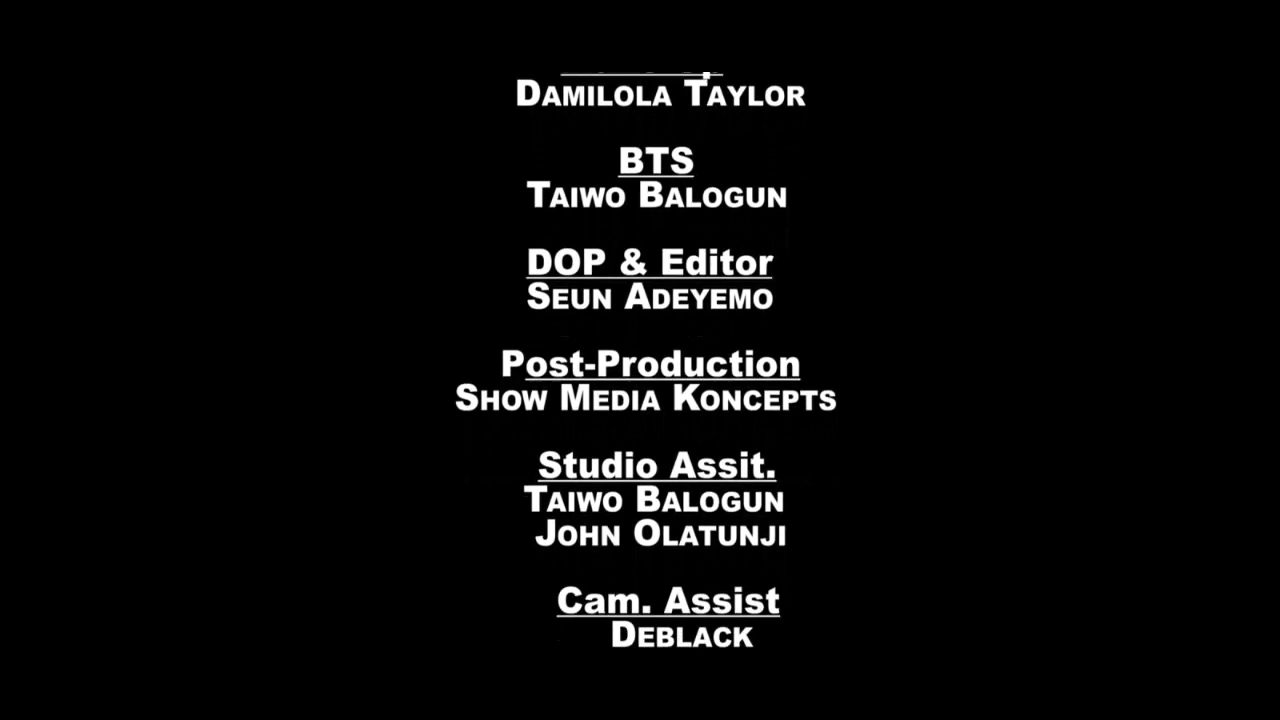 Damilola Taylor
BTS
Taiwo Balogun
DOP & Editor
Seun Adeyemo
Post-Production
Show Media Koncepts
Studio Assit.
Taiwo Balogun
John Olatunji
Cam. Assist
Deblack